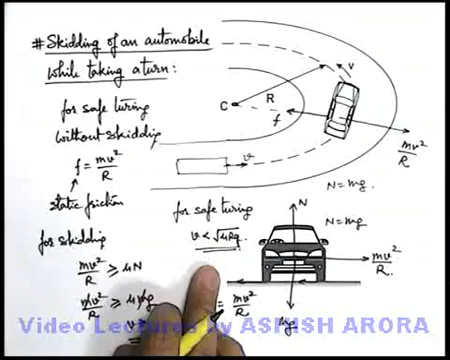 # Skidding of an automobile
while taking a turn:
for safe turing
without skiddip
f = mv²/R
static friction
for skidding
mv²/R ⩾ μN
mv²/R ⩾ μmg
v ⩾
C
R
f
v
mv²/R
v
N = mg.
for safe turing
v < √μRg.
N
N = mg
mv²/R.
= mv²/R
mg
Video Lectures by ASHISH ARORA